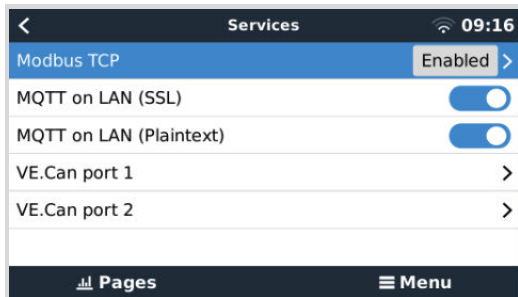 Services 09:16
Modbus TCP Enabled
MQTT on LAN (SSL)
MQTT on LAN (Plaintext)
VE.Can port 1
VE.Can port 2
Pages Menu